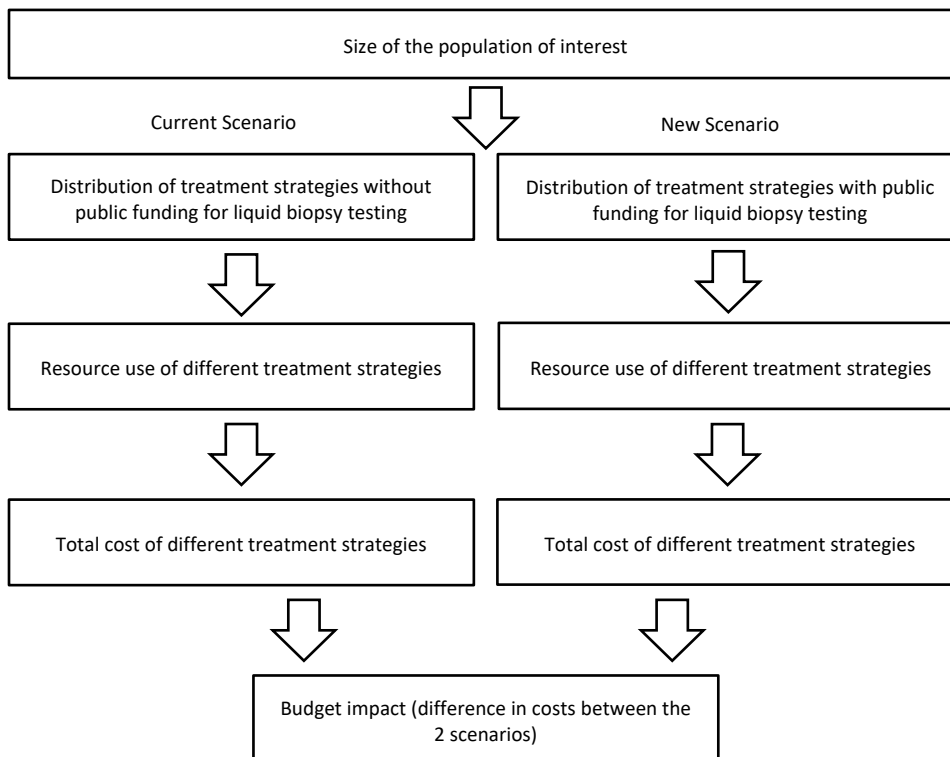 Size of the population of interest
Current Scenario
New Scenario
Distribution of treatment strategies without
public funding for liquid biopsy testing
Distribution of treatment strategies with public
funding for liquid biopsy testing
Resource use of different treatment strategies
Resource use of different treatment strategies
Total cost of different treatment strategies
Total cost of different treatment strategies
Budget impact (difference in costs between the
2 scenarios)